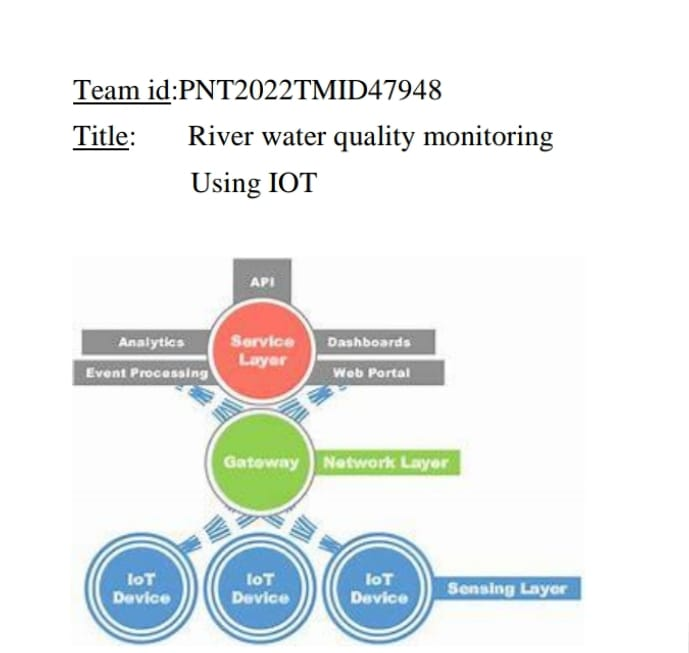 Team id:PNT2022TMID47948
Title: River water quality monitoring
Using IOT
API
Analytics
Service
Layer
Dashboards
Event Processing
Web Portal
Gateway
Network Layer
IoT
Device
IoT
Device
IoT
Device
Sensing Layer